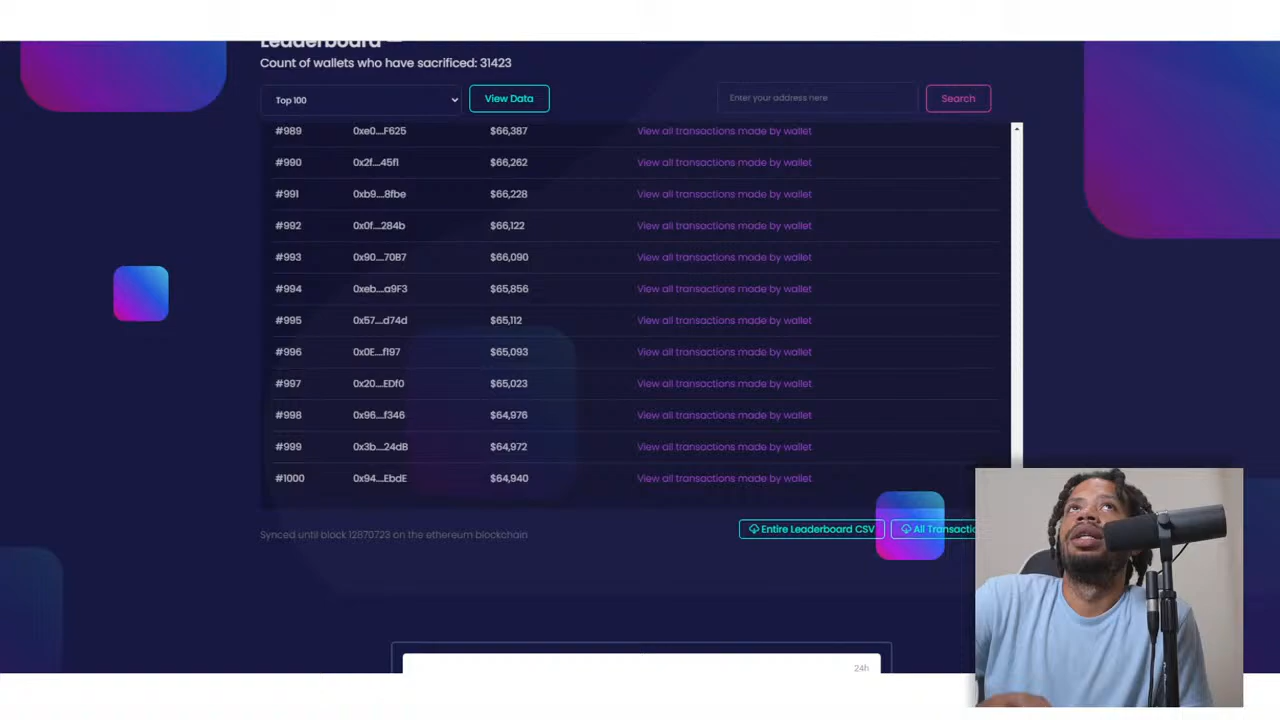 Leaderboard
Count of wallets who have sacrificed: 31423
Top 100 View Data Enter your address here Search
#989 0xe0....F625 $66,387 View all transactions made by wallet
#990 0x2f....45f1 $66,262 View all transactions made by wallet
#991 0xb9....8fbe $66,228 View all transactions made by wallet
#992 0x0f....284b $66,122 View all transactions made by wallet
#993 0x90....70B7 $66,090 View all transactions made by wallet
#994 0xeb....a9F3 $65,856 View all transactions made by wallet
#995 0x57....d74d $65,112 View all transactions made by wallet
#996 0x0E....f197 $65,093 View all transactions made by wallet
#997 0x20....EDf0 $65,023 View all transactions made by wallet
#998 0x96....f346 $64,976 View all transactions made by wallet
#999 0x3b....24d8 $64,972 View all transactions made by wallet
#1000 0x94....EbdE $64,940 View all transactions made by wallet
Synced until block 12870723 on the ethereum blockchain Entire Leaderboard CSV All Transactio
24h